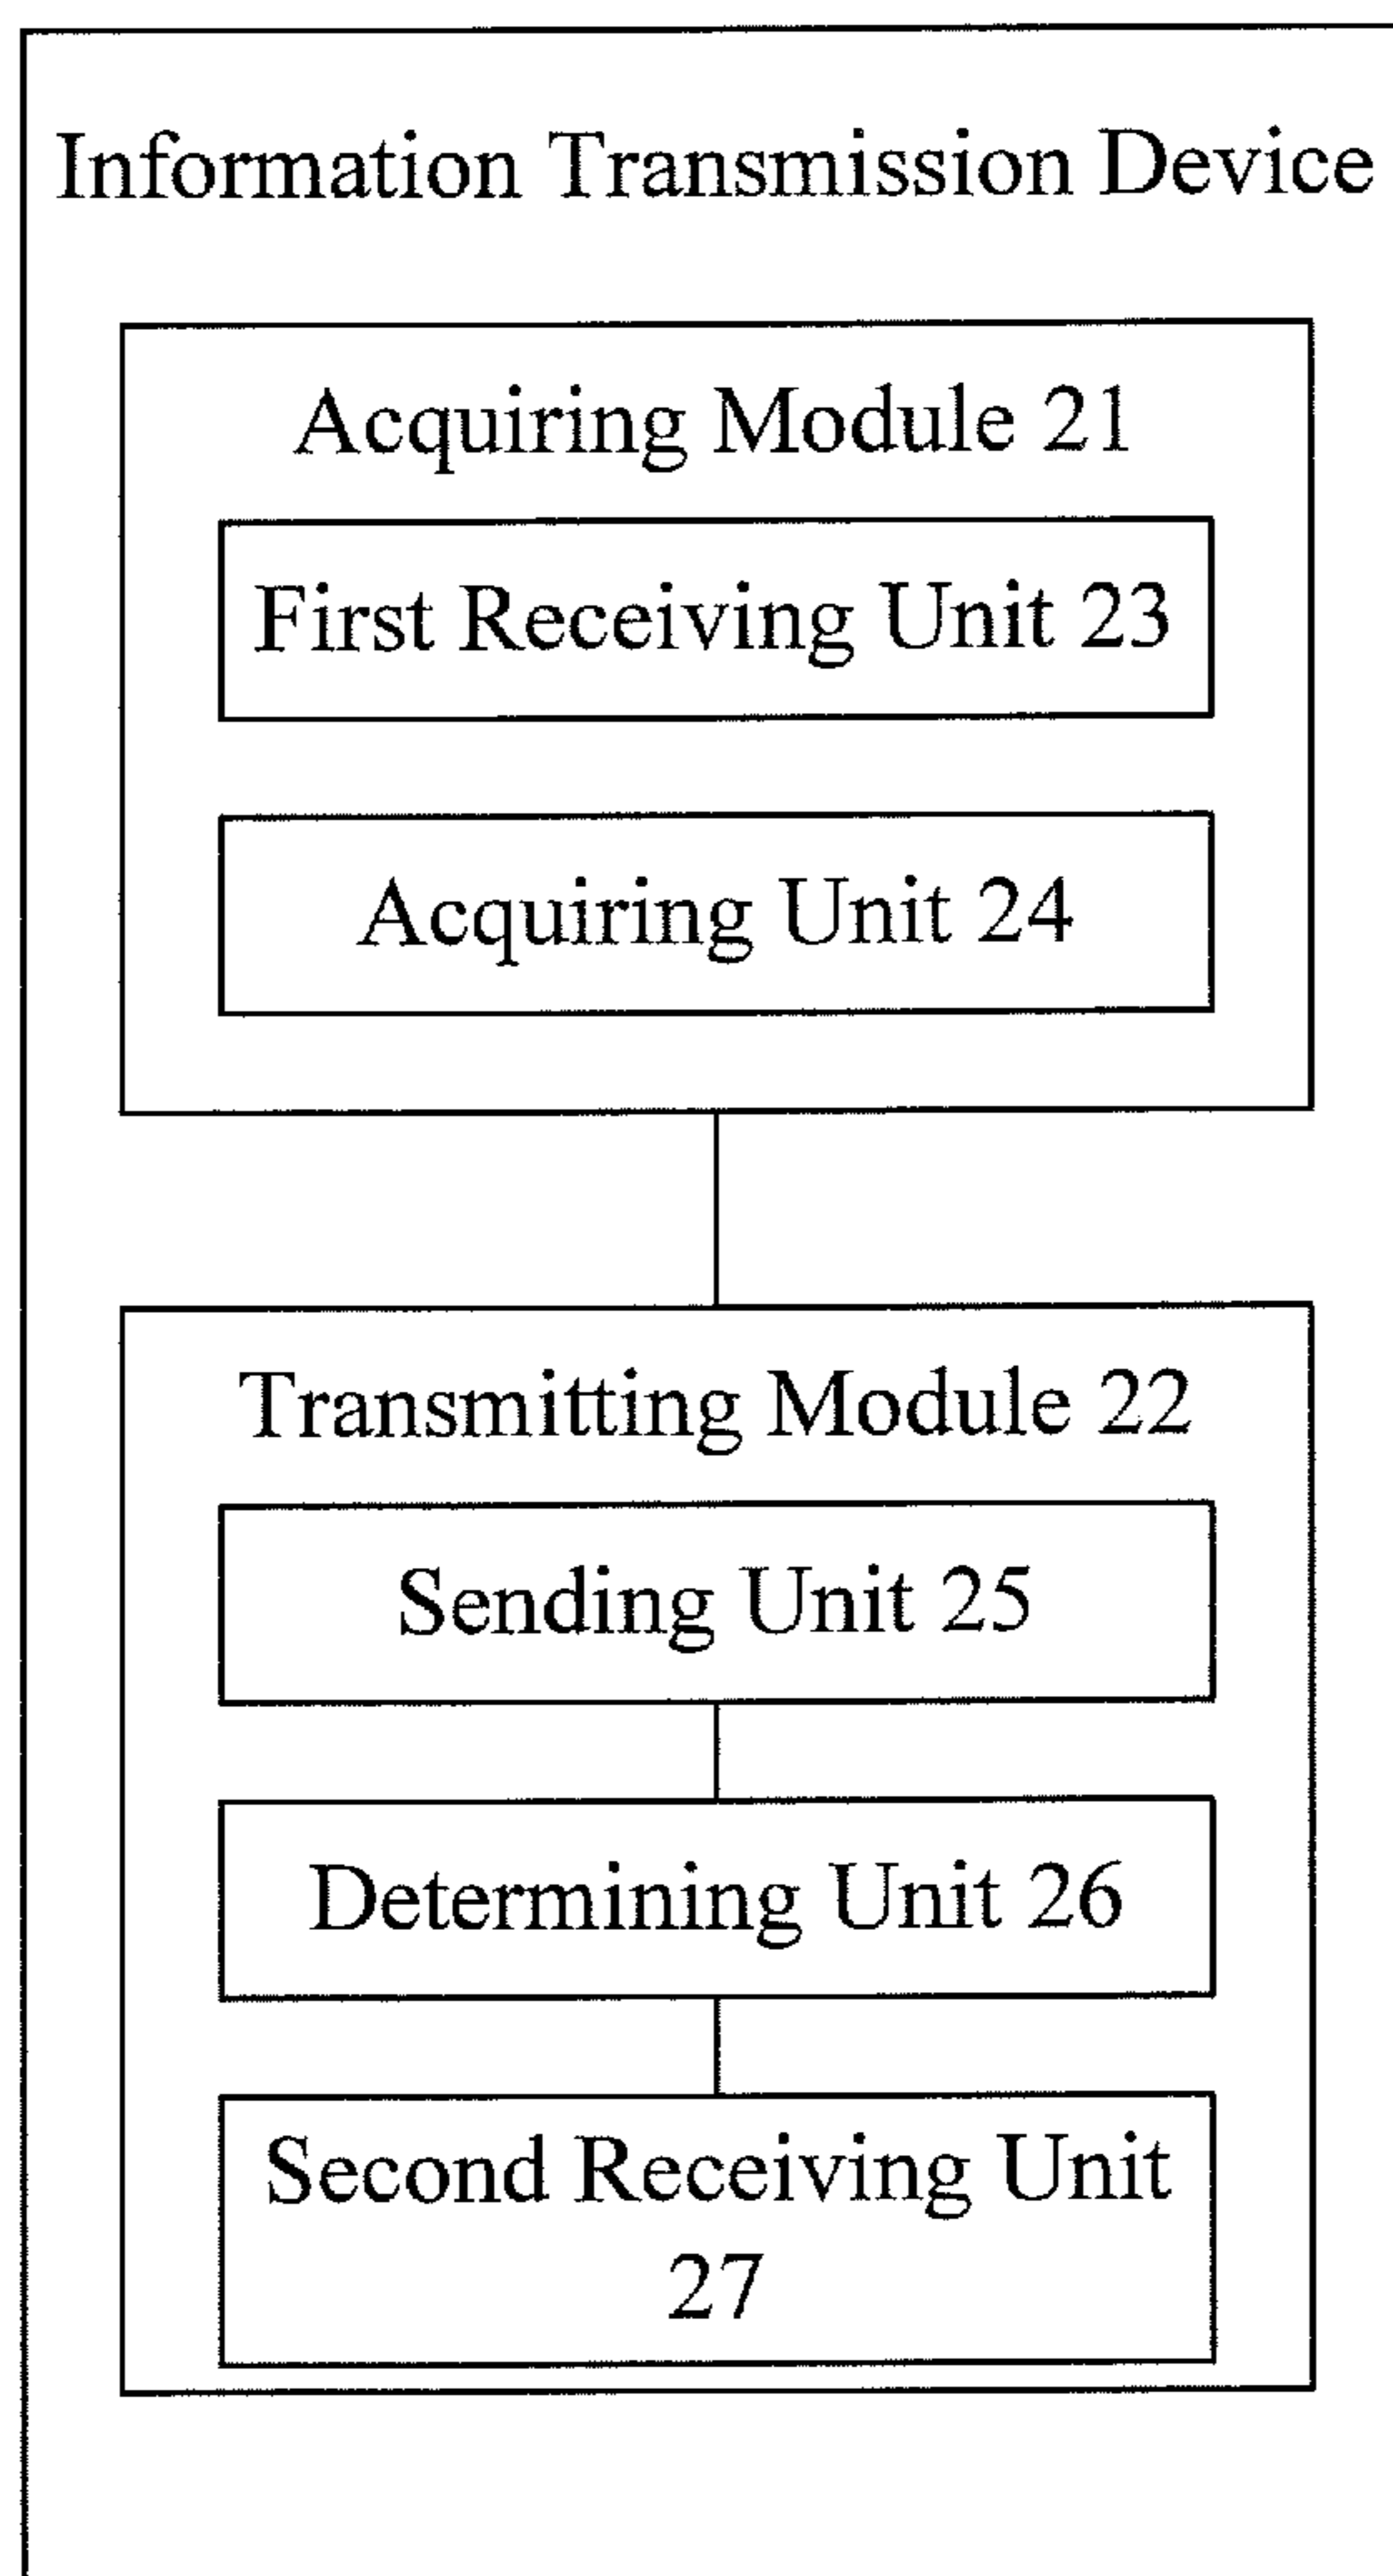 Information Transmission Device
Acquiring Module 21
First Receiving Unit 23
Acquiring Unit 24
Transmitting Module 22
Sending Unit 25
Determining Unit 26
Second Receiving Unit
27